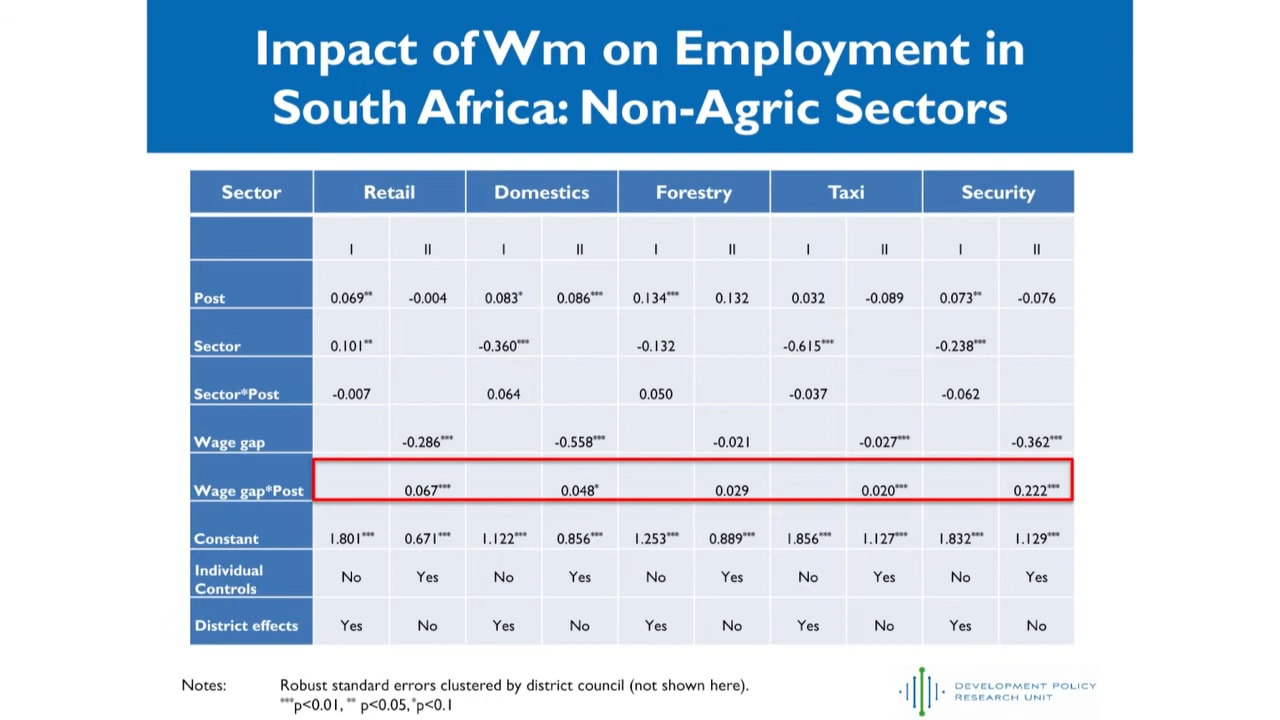 Impact of Wm on Employment in
South Africa: Non-Agric Sectors
Sector Retail Domestics Forestry Taxi Security
I II I II I II I II I II
Post 0.069** -0.004 0.083* 0.086*** 0.134*** 0.132 0.032 -0.089 0.073** -0.076
Sector 0.101** -0.360*** -0.132 -0.615*** -0.238***
Sector*Post -0.007 0.064 0.050 -0.037 -0.062
Wage gap -0.286*** -0.558*** -0.021 -0.027*** -0.362***
Wage gap*Post 0.067*** 0.048* 0.029 0.020*** 0.222***
Constant 1.801*** 0.671*** 1.122*** 0.856*** 1.253*** 0.889*** 1.856*** 1.127*** 1.832*** 1.129***
Individual
Controls No Yes No Yes No Yes No Yes No Yes
District effects Yes No Yes No Yes No Yes No Yes No
Notes: Robust standard errors clustered by district council (not shown here).
***p<0.01, ** p<0.05, *p<0.1
DEVELOPMENT POLICY
RESEARCH UNIT